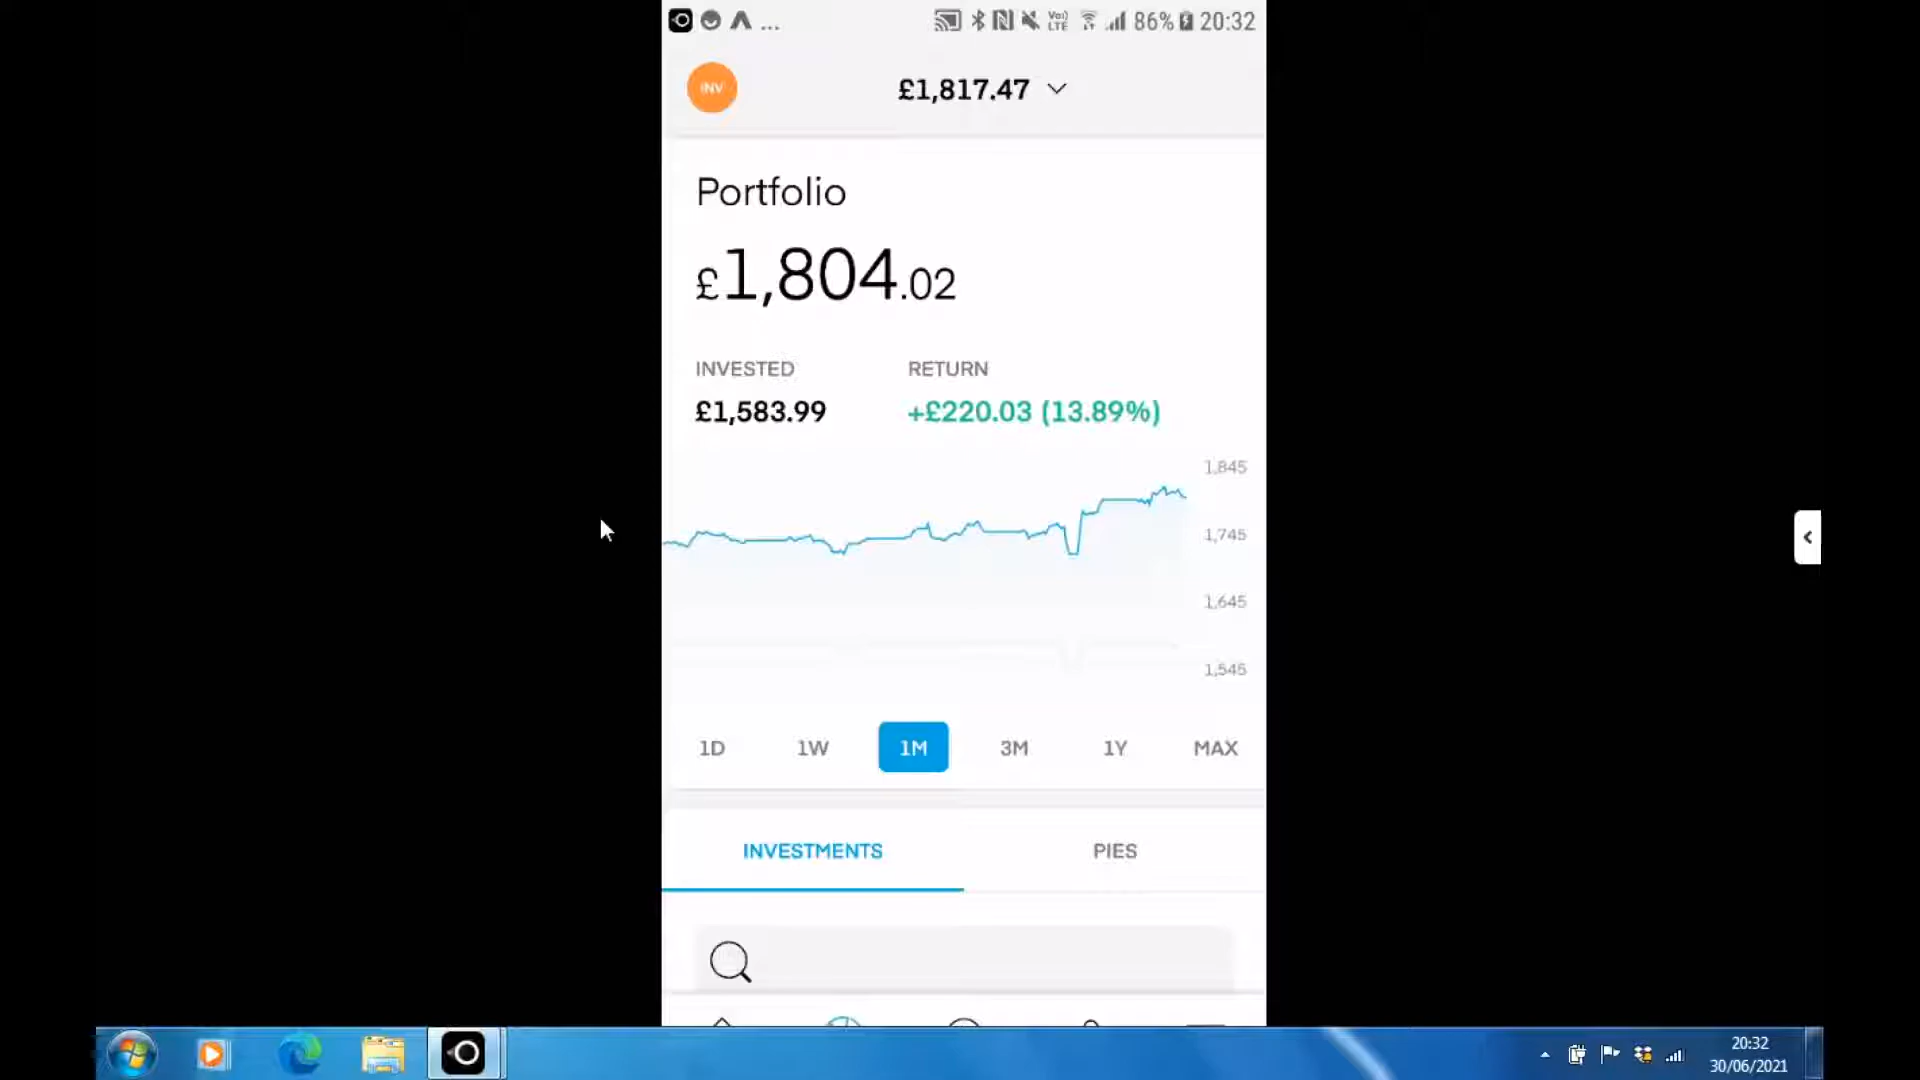 ... VoLTE 86% 20:32
INV £1,817.47
Portfolio
£1,804.02
INVESTED RETURN
£1,583.99 +£220.03 (13.89%)
1,845
1,745
1,645
1,545
1D 1W 1M 3M 1Y MAX
INVESTMENTS PIES
20:32
30/06/2021